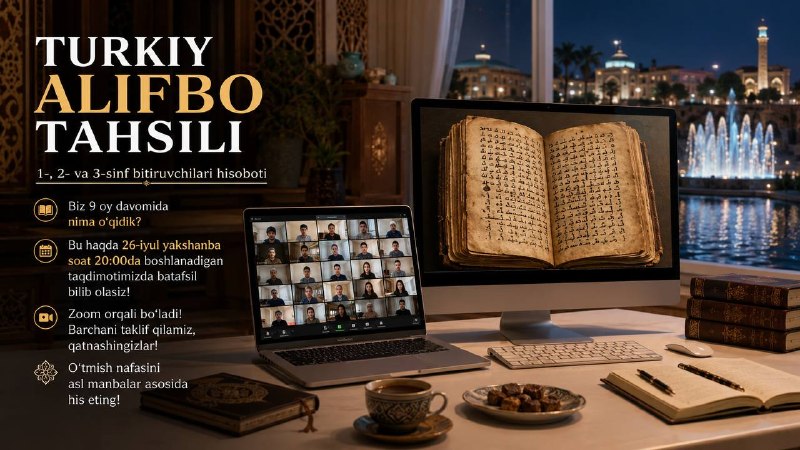 TURKIY
ALIFBO
TAHSILI
1-, 2- va 3-sinf bitiruvchilari hisoboti
Biz 9 oy davomida
nima o‘qidik?
Bu haqda 26-iyul yakshanba
soat 20:00da boshlanadigan
taqdimotimizda batafsil
bilib olasiz!
Zoom orqali bo‘ladi!
Barchani taklif qilamiz,
qatnashingizlar!
O‘tmish nafasini
asl manbalar asosida
his eting!